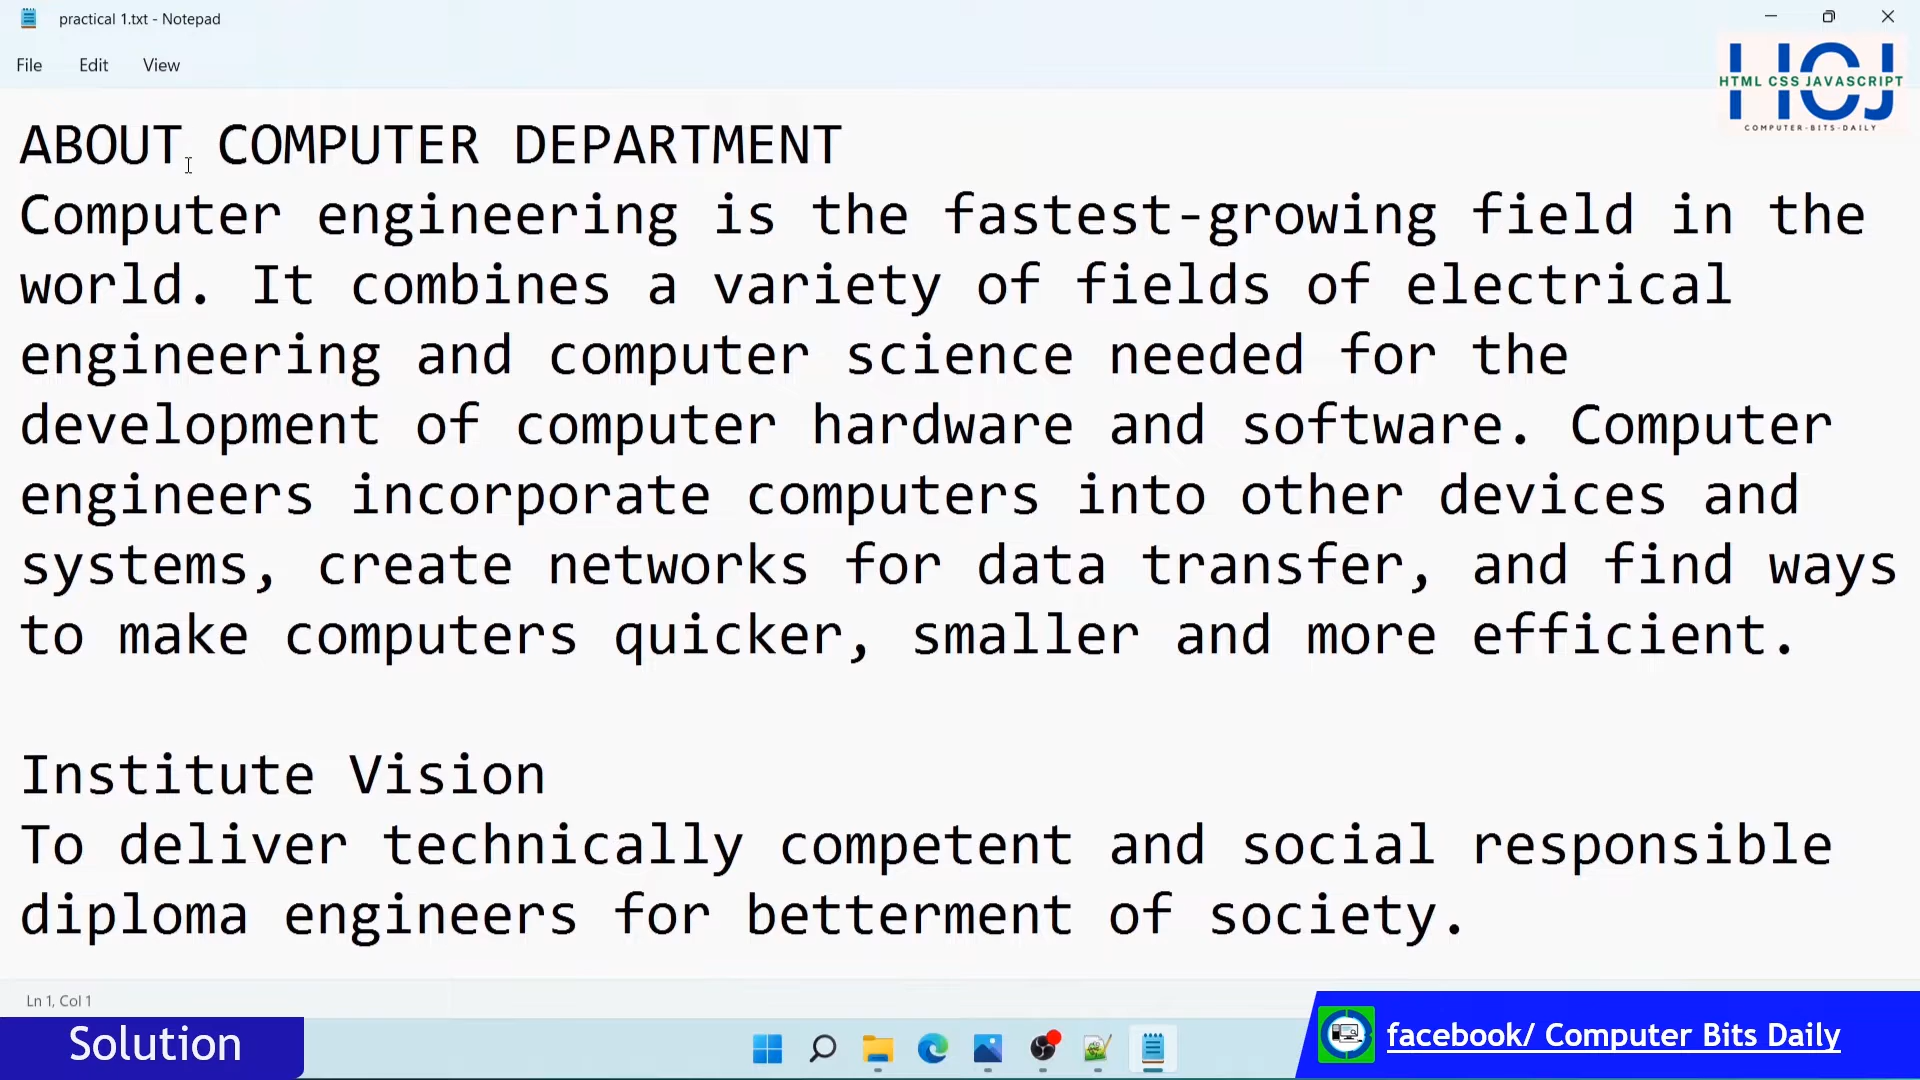 practical 1.txt - Notepad
File Edit View
HCJ
HTML CSS JAVASCRIPT
COMPUTER-BITS-DAILY
ABOUT COMPUTER DEPARTMENT
Computer engineering is the fastest-growing field in the
world. It combines a variety of fields of electrical
engineering and computer science needed for the
development of computer hardware and software. Computer
engineers incorporate computers into other devices and
systems, create networks for data transfer, and find ways
to make computers quicker, smaller and more efficient.
Institute Vision
To deliver technically competent and social responsible
diploma engineers for betterment of society.
Ln 1, Col 1
Solution
facebook/ Computer Bits Daily